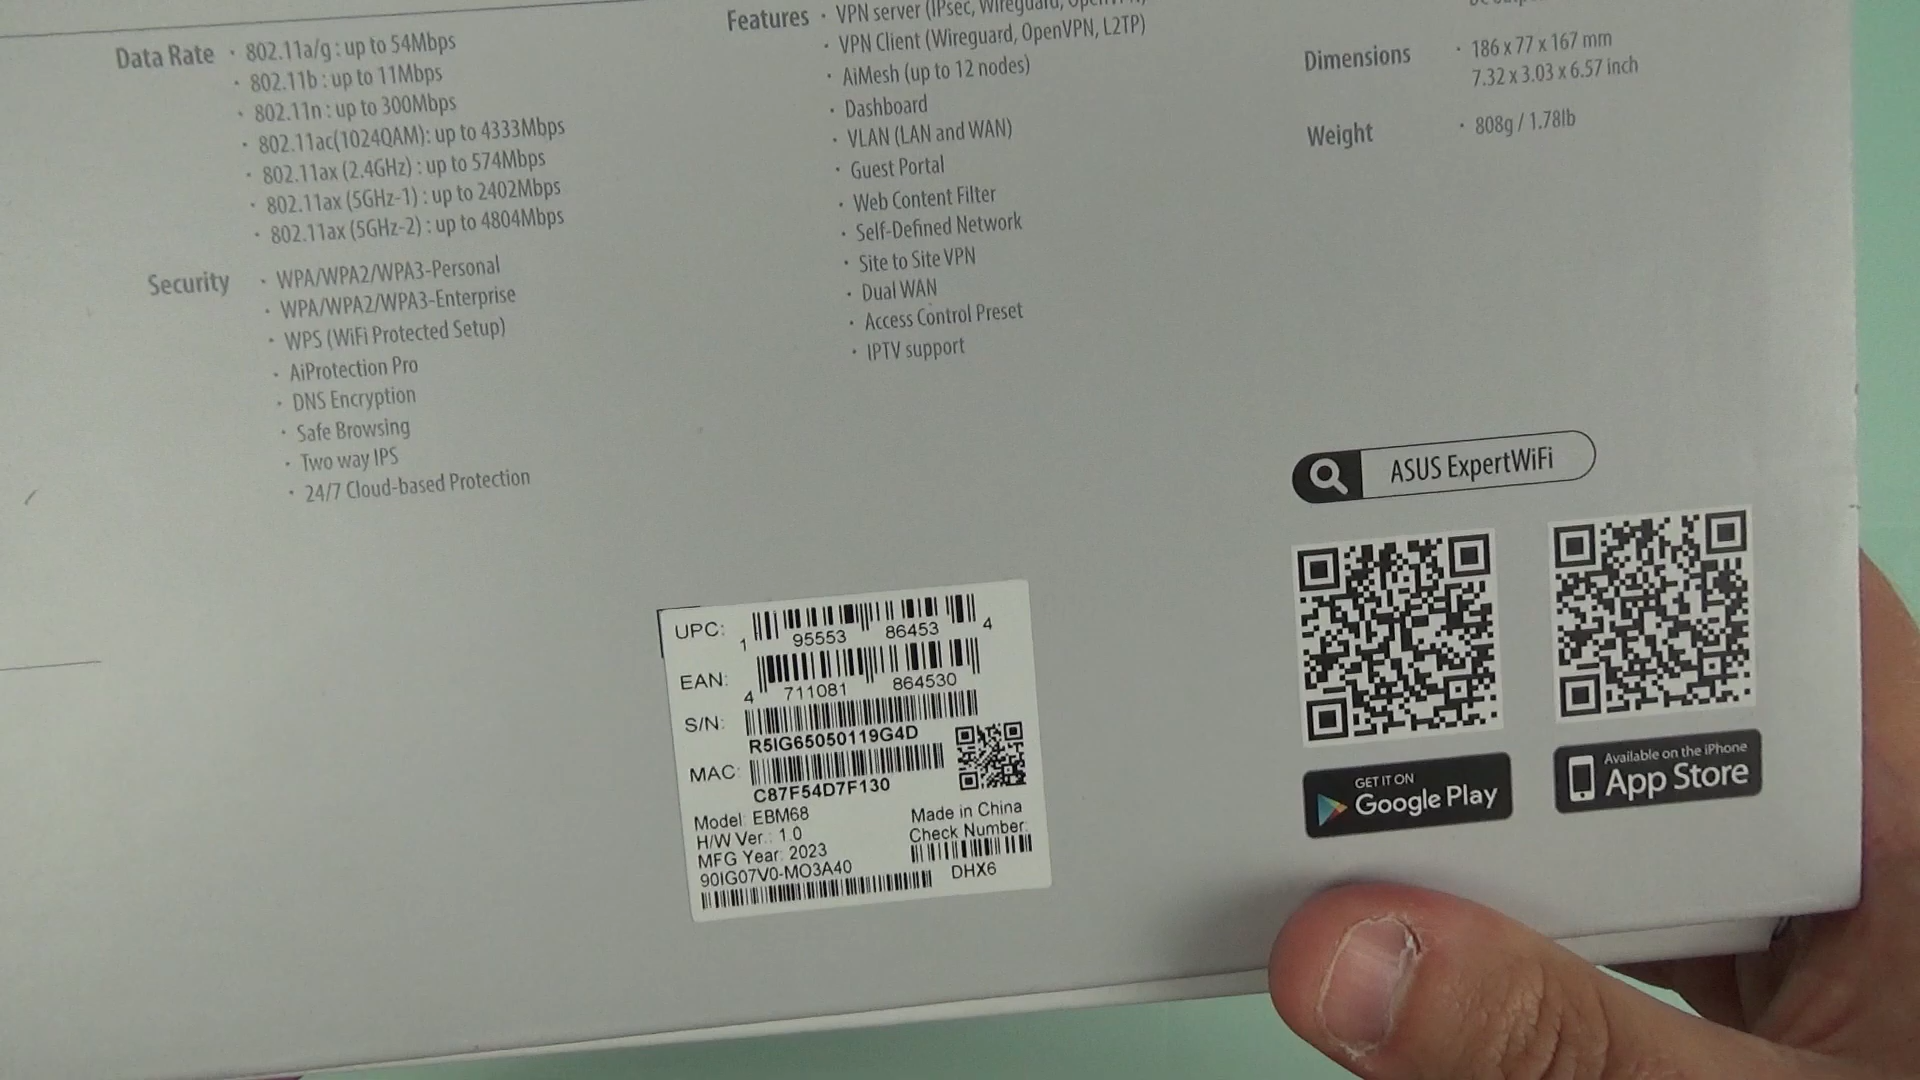 Data Rate · 802.11a/g : up to 54Mbps
· 802.11b : up to 11Mbps
· 802.11n : up to 300Mbps
· 802.11ac(1024QAM): up to 4333Mbps
· 802.11ax (2.4GHz) : up to 574Mbps
· 802.11ax (5GHz-1) : up to 2402Mbps
· 802.11ax (5GHz-2) : up to 4804Mbps
Security · WPA/WPA2/WPA3-Personal
· WPA/WPA2/WPA3-Enterprise
· WPS (WiFi Protected Setup)
· AiProtection Pro
· DNS Encryption
· Safe Browsing
· Two way IPS
· 24/7 Cloud-based Protection
Features · VPN server (IPsec, Wireguard,
· VPN Client (Wireguard, OpenVPN, L2TP)
· AiMesh (up to 12 nodes)
· Dashboard
· VLAN (LAN and WAN)
· Guest Portal
· Web Content Filter
· Self-Defined Network
· Site to Site VPN
· Dual WAN
· Access Control Preset
· IPTV support
Dimensions · 186 x 77 x 167 mm
7.32 x 3.03 x 6.57 inch
Weight · 808g / 1.78lb
ASUS ExpertWiFi
GET IT ON
Google Play
Available on the iPhone
App Store
UPC: 1 95553 86453 4
EAN: 4 711081 864530
S/N:
R5IG65050119G4D
MAC:
C87F54D7F130
Model: EBM68
H/W Ver.: 1.0
MFG Year: 2023
90IG07V0-MO3A40
Made in China
Check Number:
DHX6